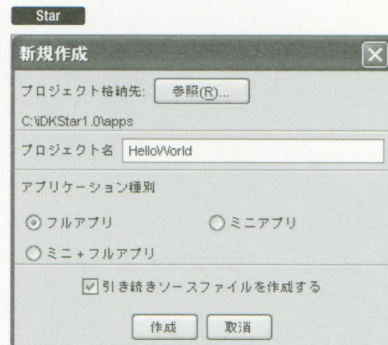 Star
新規作成
プロジェクト格納先: 参照(R)...
C:\iDKStar1.0\apps
プロジェクト名 HelloWorld
アプリケーション種別
フルアプリ ミニアプリ
ミニ+フルアプリ
引き続きソースファイルを作成する
作成 取消